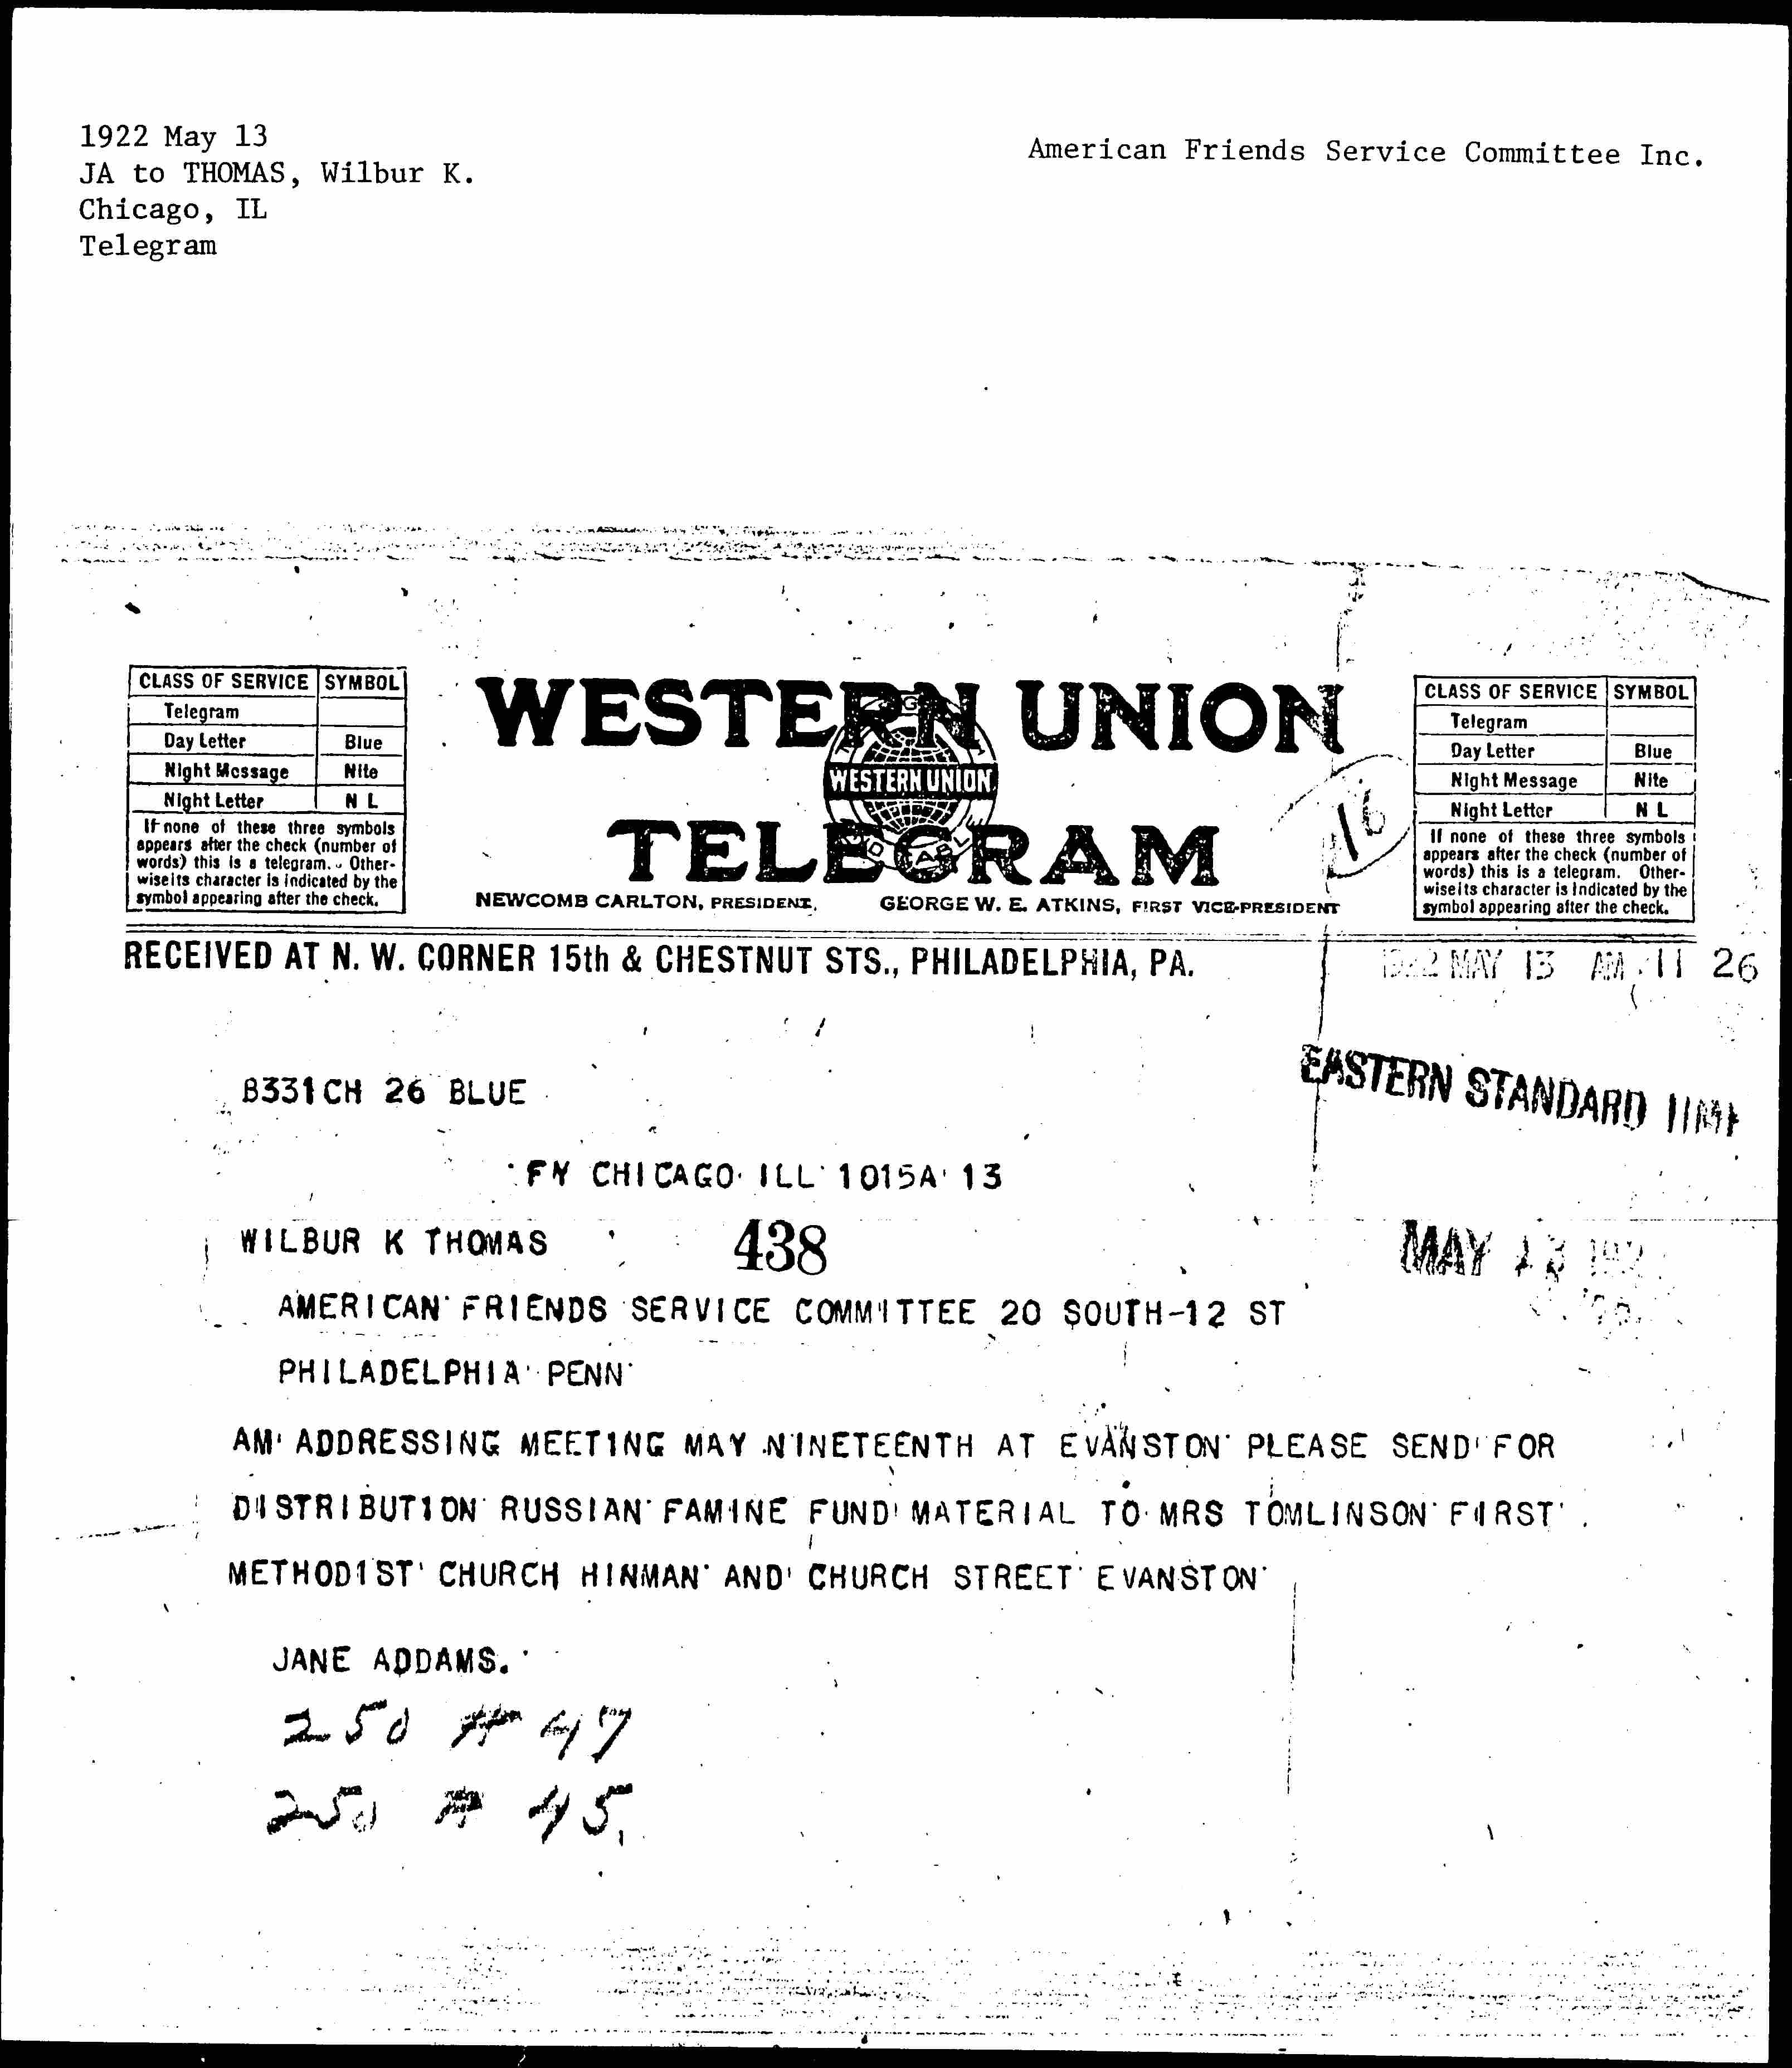 1922 May 13
JA to THOMAS, Wilbur K.
Chicago, IL
Telegram
American Friends Service Committee Inc.
CLASS OF SERVICE SYMBOL
Telegram
Day Letter Blue
Night Message Nite
Night Letter N L
If none of these three symbols
appears after the check (number of
words) this is a telegram. Other-
wise its character is indicated by the
symbol appearing after the check.
WESTERN UNION
WESTERN UNION
TELEGRAM
NEWCOMB CARLTON, PRESIDENT. GEORGE W. E. ATKINS, FIRST VICE-PRESIDENT
16
CLASS OF SERVICE SYMBOL
Telegram
Day Letter Blue
Night Message Nite
Night Letter N L
If none of these three symbols
appears after the check (number of
words) this is a telegram. Other-
wise its character is indicated by the
symbol appearing after the check.
RECEIVED AT N. W. CORNER 15th & CHESTNUT STS., PHILADELPHIA, PA.
1922 MAY 13 AM 11 26
EASTERN STANDARD TIME
B331CH 26 BLUE
FY CHICAGO ILL 1015A 13
WILBUR K THOMAS
438
MAY 13 192
AMERICAN FRIENDS SERVICE COMMITTEE 20 SOUTH-12 ST
PHILADELPHIA PENN
AM ADDRESSING MEETING MAY NINETEENTH AT EVANSTON PLEASE SEND FOR
DISTRIBUTION RUSSIAN FAMINE FUND MATERIAL TO MRS TOMLINSON FIRST
METHODIST CHURCH HINMAN AND CHURCH STREET EVANSTON
JANE ADDAMS.
250 # 47
250 # 45.